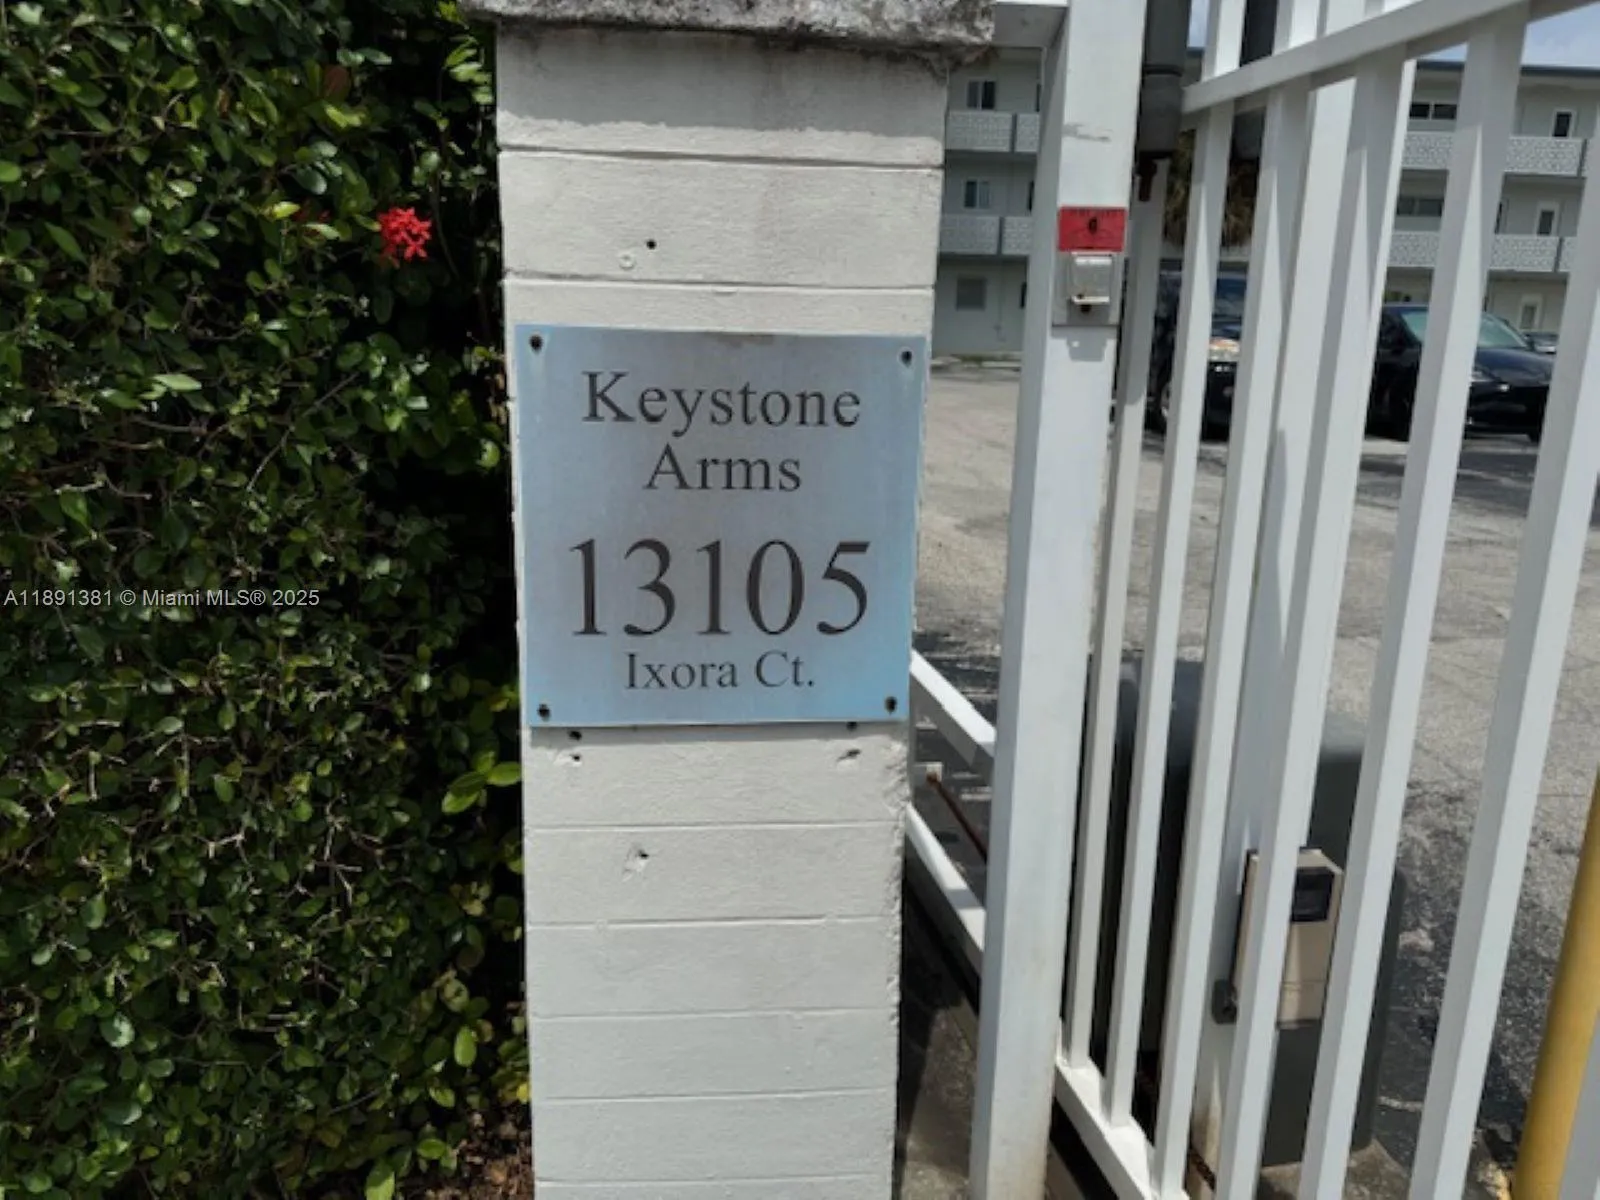 Keystone
Arms
13105
Ixora Ct.
A11891381 © Miami MLS® 2025